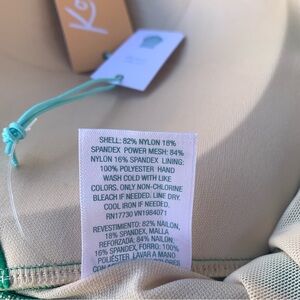 SHELL: 82% NYLON 18%
SPANDEX POWER MESH: 84%
NYLON 16% SPANDEX LINING:
100% POLYESTER HAND
WASH COLD WITH LIKE
COLORS. ONLY NON-CHLORINE
BLEACH IF NEEDED. LINE DRY.
COOL IRON IF NEEDED.
RN17730 VN1984071
REVESTIMIENTO: 82% NAILON,
18% SPANDEX, MALLA
REFORZADA: 84% NAILON,
16% SPANDEX, FORRO: 100%
POLIÉSTER LAVAR A MANO